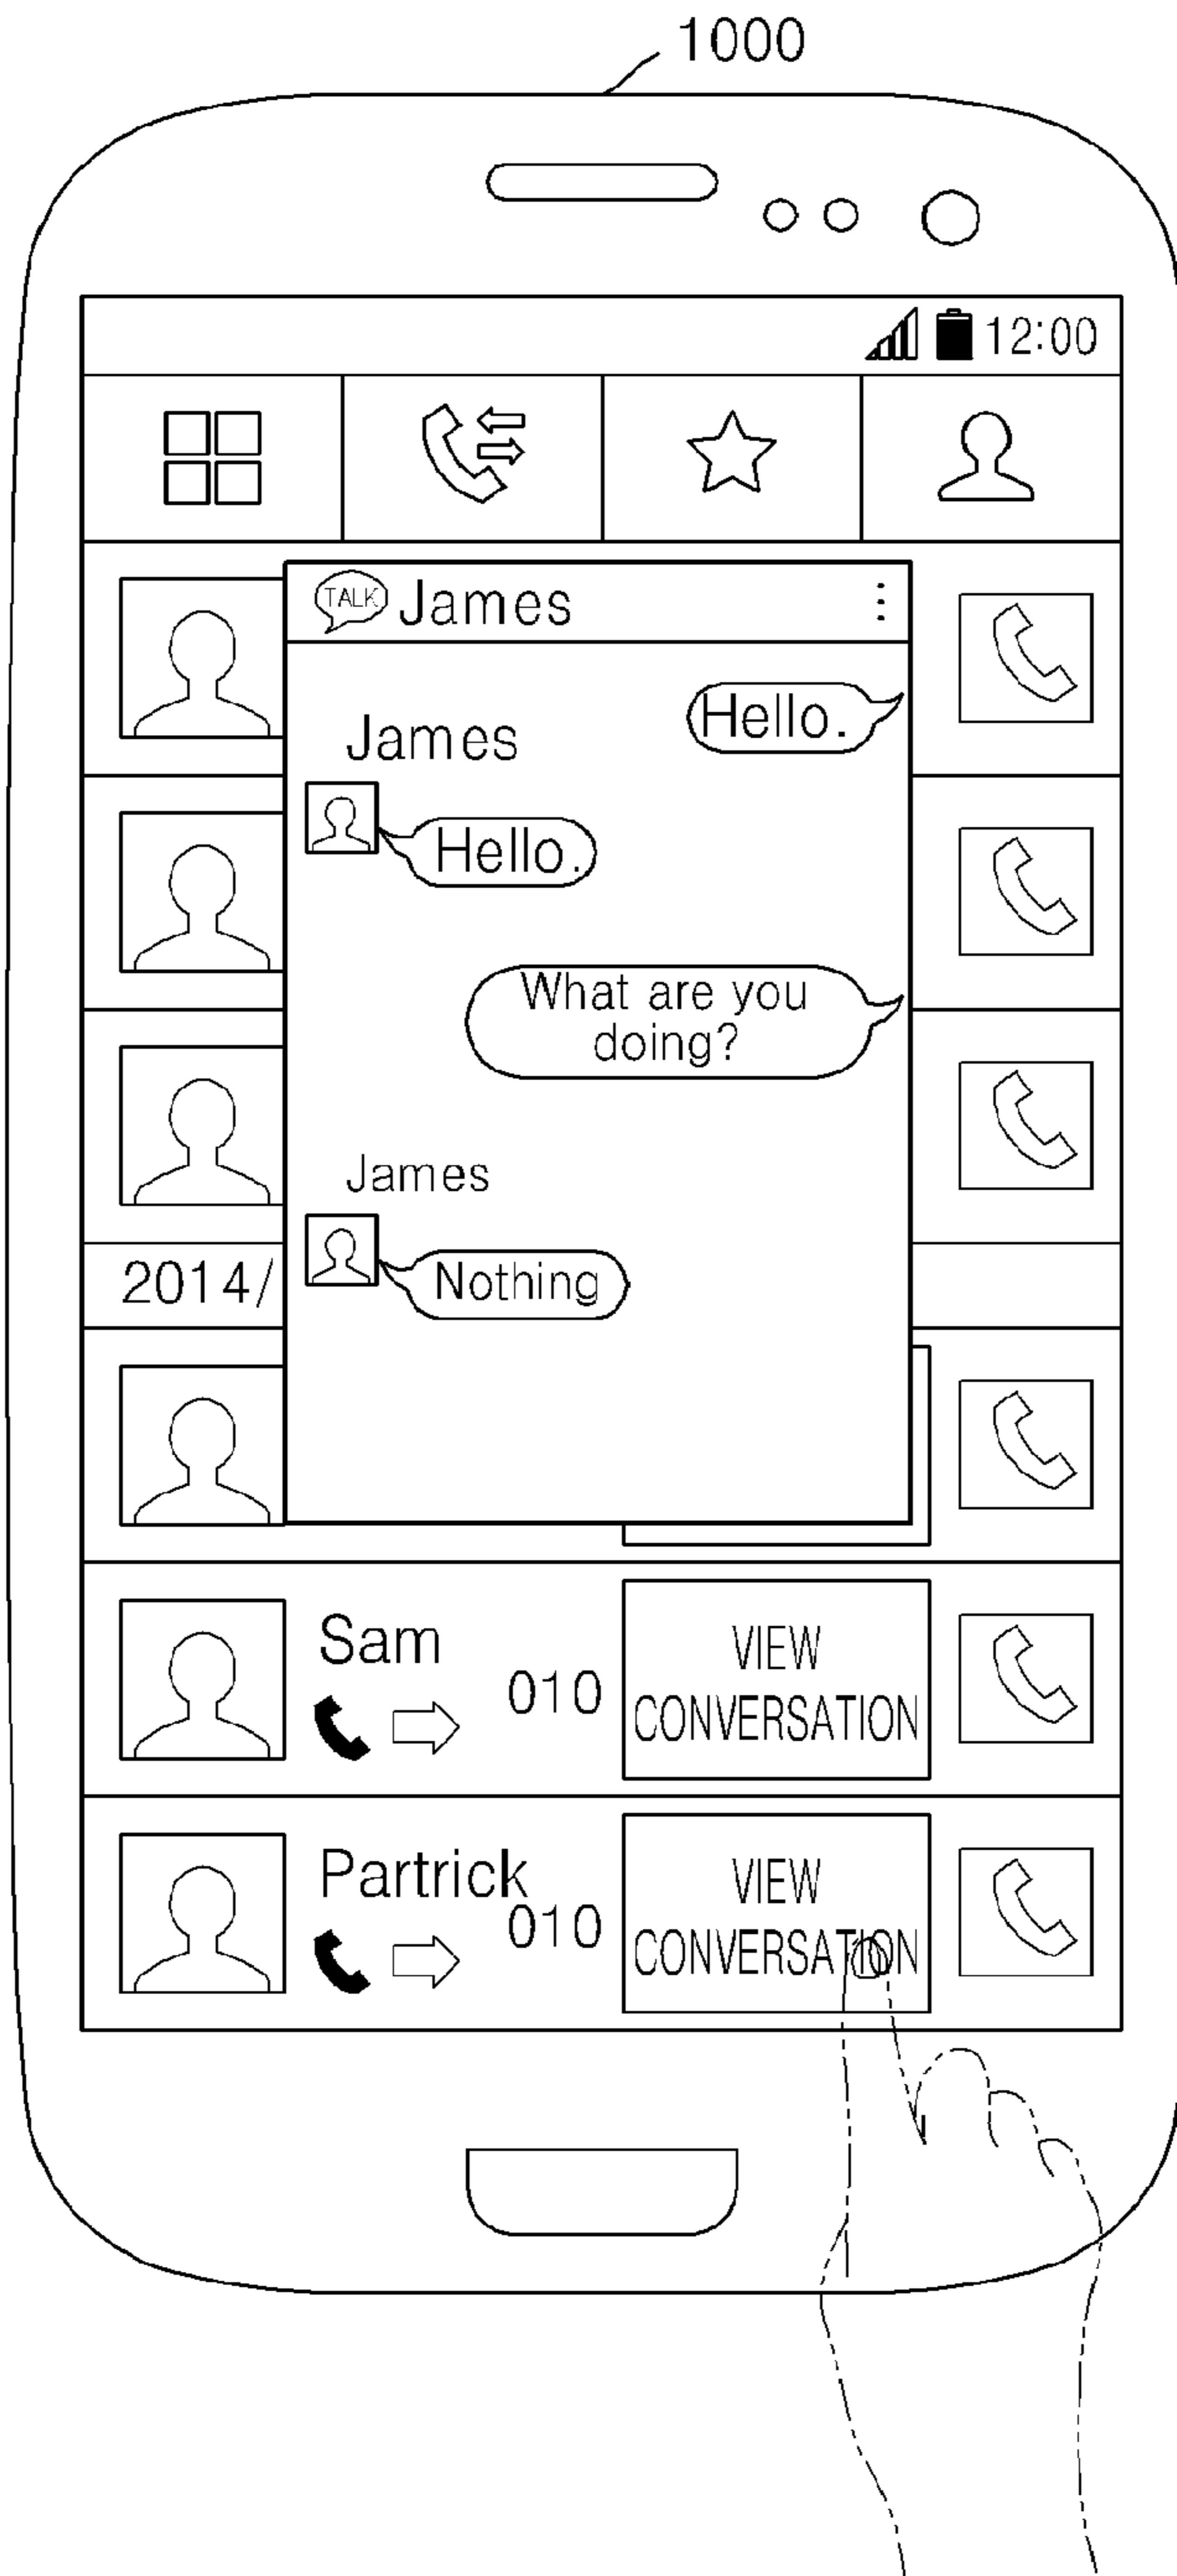 1000
12:00
TALK James
Hello.
James
Hello.
What are you
doing?
James
Nothing
2014/
Sam
010
VIEW
CONVERSATION
Partrick
010
VIEW
CONVERSATION